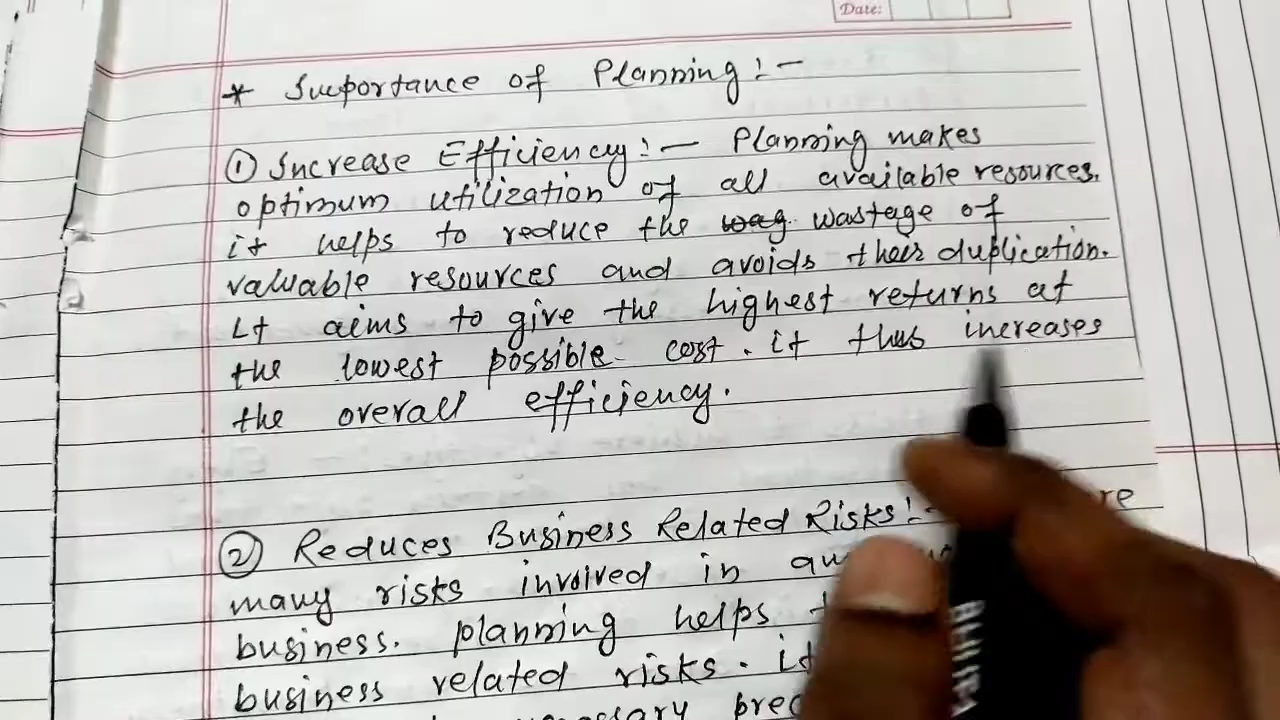 Date:
* Importance of Planning :-
① Increase Efficiency :- Planning makes
optimum utilization of all available resources.
it helps to reduce the wag wastage of
valuable resources and avoids their duplication.
It aims to give the highest returns at
the lowest possible cost. it thus increases
the overall efficiency.
② Reduces Business Related Risks :- re
many risks involved in
business. planning helps
business related risks. it